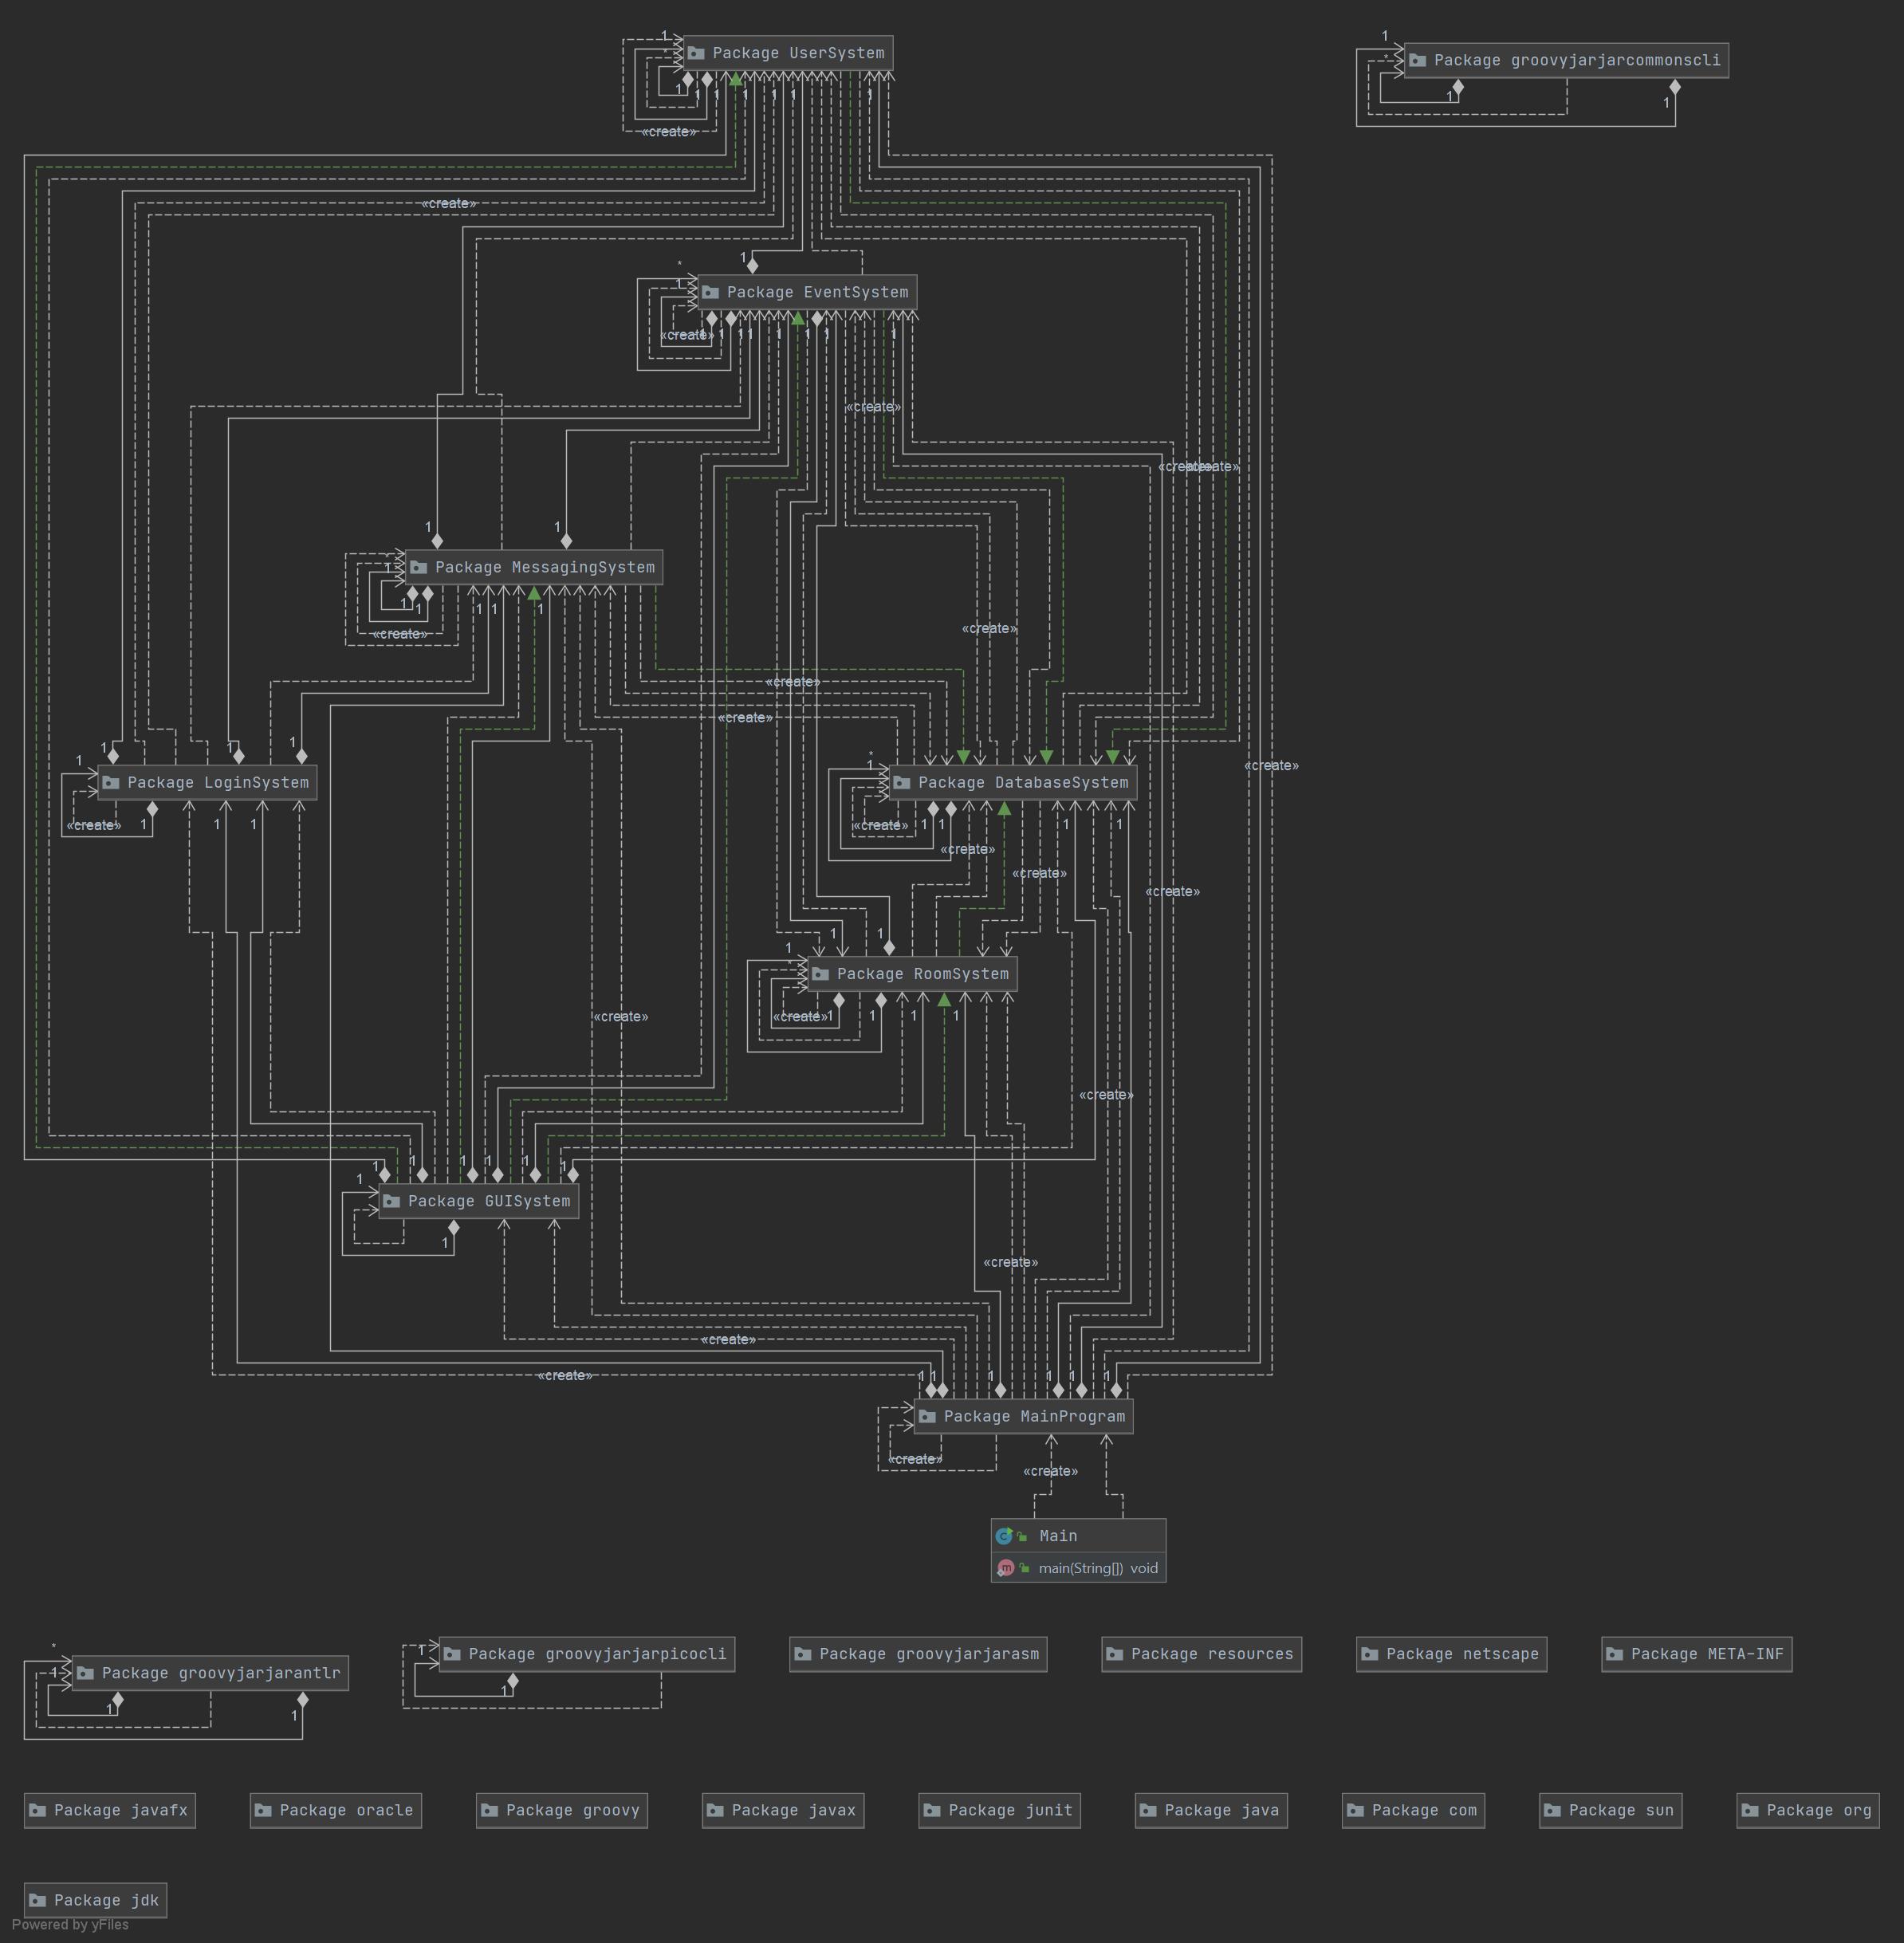 Package UserSystem
Package groovyjarjarcommonscli
1
1
*
*
1
1
1
1
1
1
1
1
«create»
«create»
1
*
Package EventSystem
1
«create»
1
1
1
1
1
1
1
«create»
«create»
«create»
1
1
Package MessagingSystem
*
1
1
1
1
1
1
«create»
«create»
«create»
«create»
1
1
1
1
*
1
Package LoginSystem
Package DatabaseSystem
«create»
«create»
1
1
1
«create»
1
1
1
1
«create»
«create»
«create»
1
1
1
*
Package RoomSystem
«create»
«create»
1
1
1
1
«create»
1
1
1
1
1
1
1
Package GUISystem
1
«create»
«create»
«create»
1
1
1
1
1
1
Package MainProgram
«create»
«create»
Main
main(String[]) void
*
1
Package groovyjarjarantlr
1
1
1
Package groovyjarjarpicocli
1
Package groovyjarjarasm
Package resources
Package netscape
Package META-INF
Package javafx
Package oracle
Package groovy
Package javax
Package junit
Package java
Package com
Package sun
Package org
Package jdk
Powered by yFiles